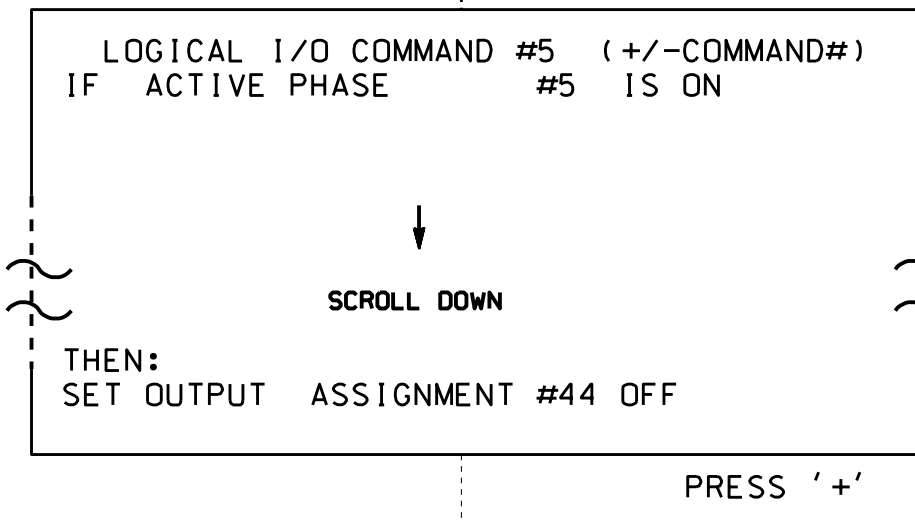 LOGICAL I/O COMMAND #5 (+/-COMMAND#)
IF ACTIVE PHASE #5 IS ON
SCROLL DOWN
THEN:
SET OUTPUT ASSIGNMENT #44 OFF
PRESS '+'